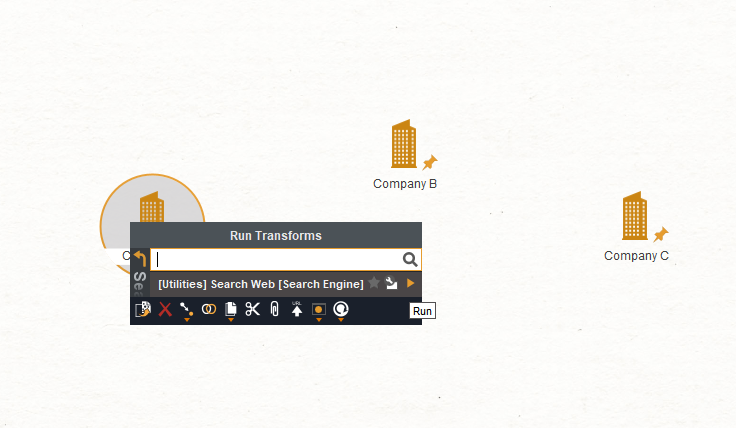 Company B
Company C
Run Transforms
[Utilities] Search Web [Search Engine]
URL
Run